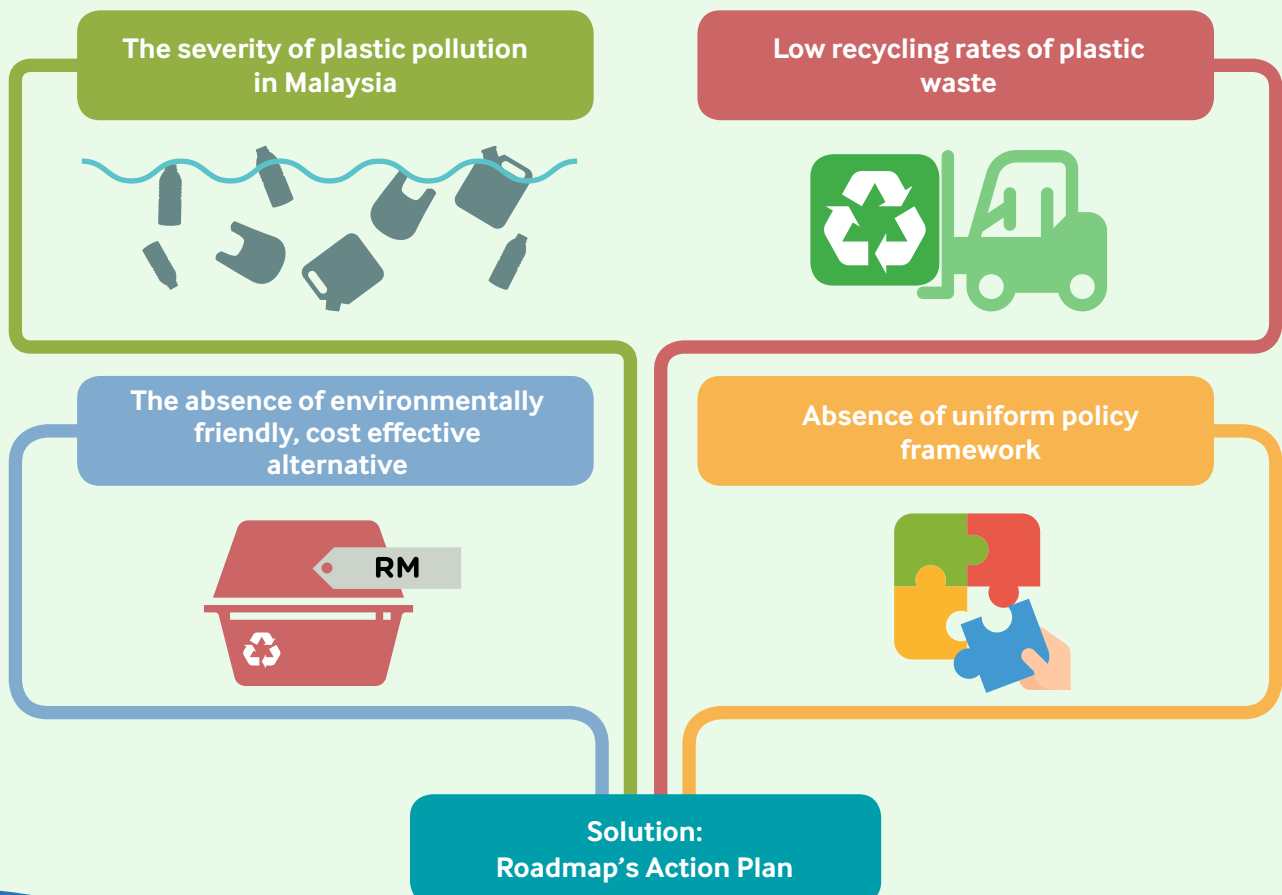 The severity of plastic pollution
in Malaysia
Low recycling rates of plastic
waste
The absence of environmentally
friendly, cost effective
alternative
RM
Absence of uniform policy
framework
Solution:
Roadmap's Action Plan